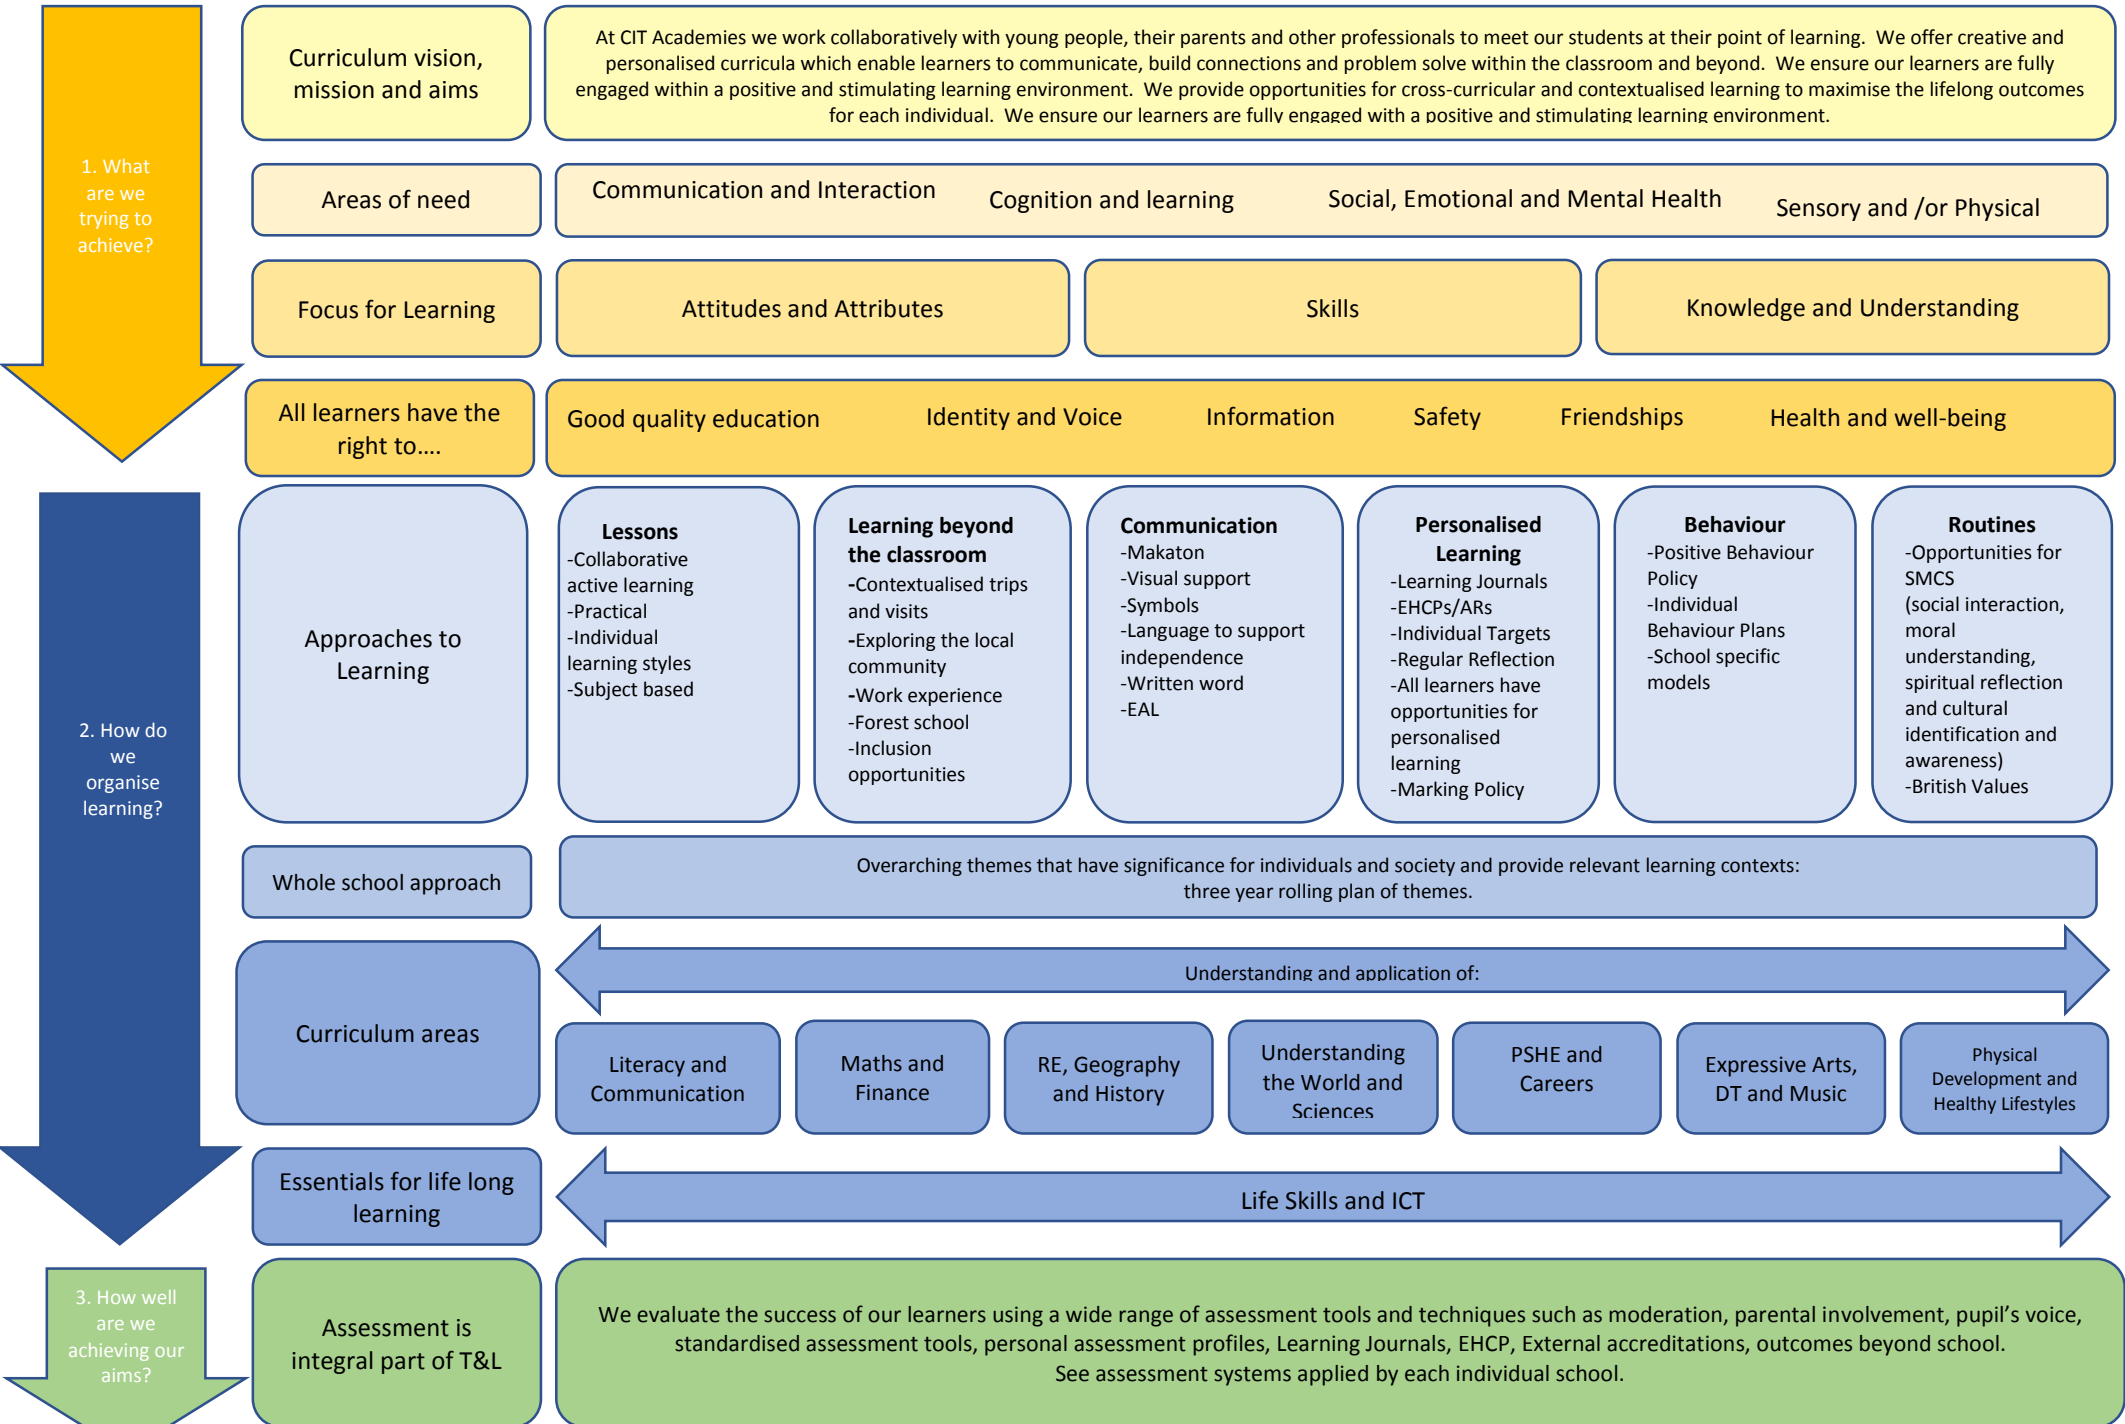 1. What
are we
trying to
achieve?
Curriculum vision,
mission and aims
At CIT Academies we work collaboratively with young people, their parents and other professionals to meet our students at their point of learning.  We offer creative and
personalised curricula which enable learners to communicate, build connections and problem solve within the classroom and beyond.  We ensure our learners are fully
engaged within a positive and stimulating learning environment.  We provide opportunities for cross-curricular and contextualised learning to maximise the lifelong outcomes
for each individual.  We ensure our learners are fully engaged with a positive and stimulating learning environment.
Areas of need
Communication and Interaction
Cognition and learning
Social, Emotional and Mental Health
Sensory and /or Physical
Focus for Learning
Attitudes and Attributes
Skills
Knowledge and Understanding
All learners have the
right to....
Good quality education
Identity and Voice
Information
Safety
Friendships
Health and well-being
2. How do
we
organise
learning?
Approaches to
Learning
Lessons
-Collaborative
active learning
-Practical
-Individual
learning styles
-Subject based
Learning beyond
the classroom
-Contextualised trips
and visits
-Exploring the local
community
-Work experience
-Forest school
-Inclusion
opportunities
Communication
-Makaton
-Visual support
-Symbols
-Language to support
independence
-Written word
-EAL
Personalised
Learning
-Learning Journals
-EHCPs/ARs
-Individual Targets
-Regular Reflection
-All learners have
opportunities for
personalised
learning
-Marking Policy
Behaviour
-Positive Behaviour
Policy
-Individual
Behaviour Plans
-School specific
models
Routines
-Opportunities for
SMCS
(social interaction,
moral
understanding,
spiritual reflection
and cultural
identification and
awareness)
-British Values
Whole school approach
Overarching themes that have significance for individuals and society and provide relevant learning contexts:
three year rolling plan of themes.
Curriculum areas
Understanding and application of:
Literacy and
Communication
Maths and
Finance
RE, Geography
and History
Understanding
the World and
Sciences
PSHE and
Careers
Expressive Arts,
DT and Music
Physical
Development and
Healthy Lifestyles
Essentials for life long
learning
Life Skills and ICT
3. How well
are we
achieving our
aims?
Assessment is
integral part of T&L
We evaluate the success of our learners using a wide range of assessment tools and techniques such as moderation, parental involvement, pupil's voice,
standardised assessment tools, personal assessment profiles, Learning Journals, EHCP, External accreditations, outcomes beyond school.
See assessment systems applied by each individual school.